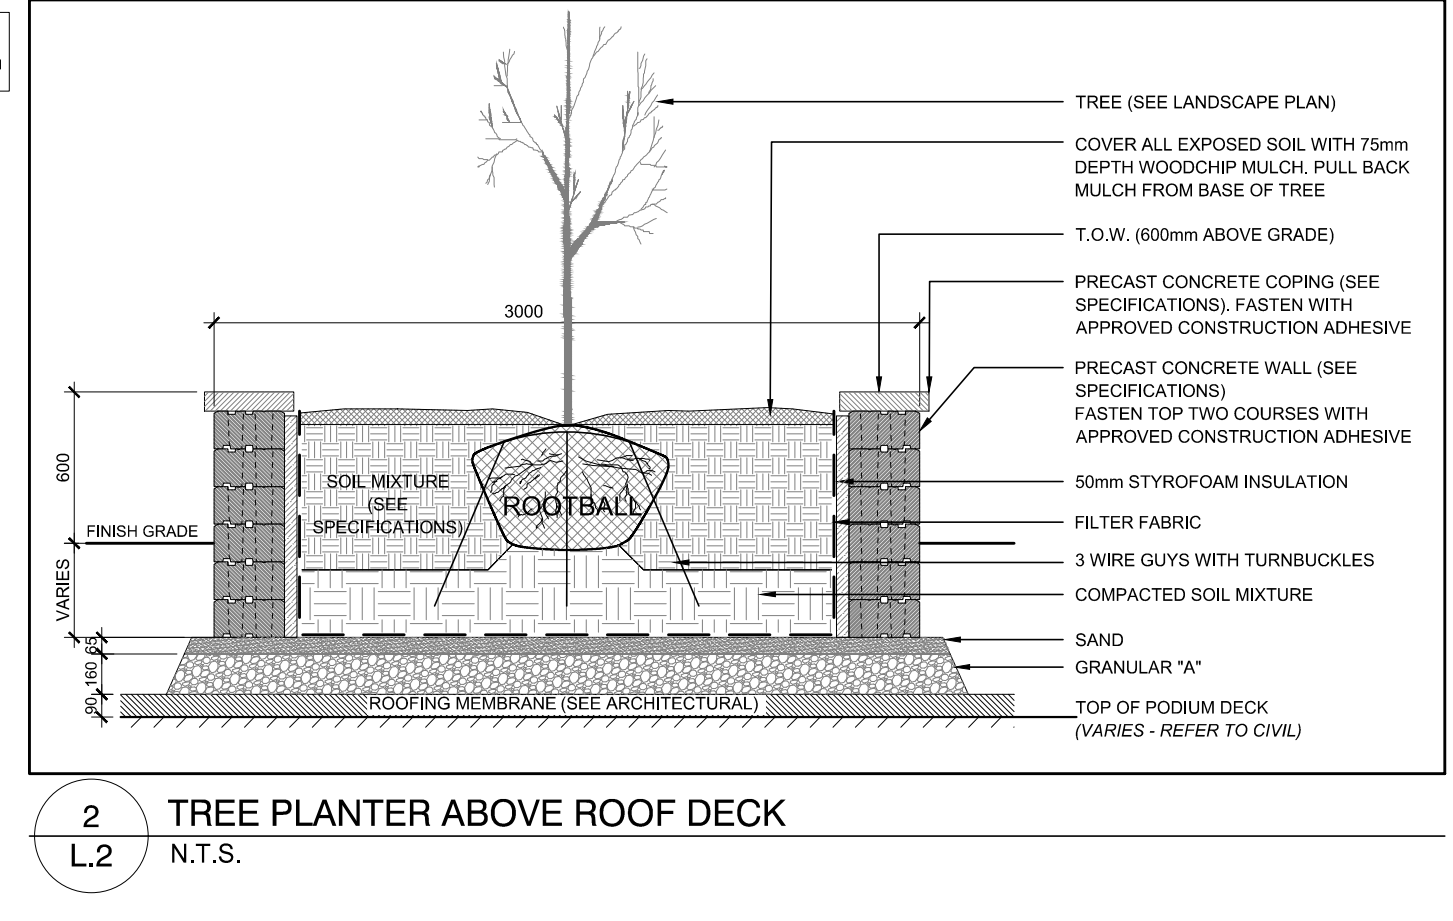 TREE (SEE LANDSCAPE PLAN)
COVER ALL EXPOSED SOIL WITH 75mm
DEPTH WOODCHIP MULCH. PULL BACK
MULCH FROM BASE OF TREE
T.O.W. (600mm ABOVE GRADE)
PRECAST CONCRETE COPING (SEE
SPECIFICATIONS). FASTEN WITH
APPROVED CONSTRUCTION ADHESIVE
PRECAST CONCRETE WALL (SEE
SPECIFICATIONS)
FASTEN TOP TWO COURSES WITH
APPROVED CONSTRUCTION ADHESIVE
50mm STYROFOAM INSULATION
FILTER FABRIC
3 WIRE GUYS WITH TURNBUCKLES
COMPACTED SOIL MIXTURE
SAND
GRANULAR "A"
TOP OF PODIUM DECK
(VARIES - REFER TO CIVIL)
3000
600
FINISH GRADE
VARIES
65
160
90
SOIL MIXTURE
(SEE
SPECIFICATIONS)
ROOTBALL
ROOFING MEMBRANE (SEE ARCHITECTURAL)
2
L.2
TREE PLANTER ABOVE ROOF DECK
N.T.S.